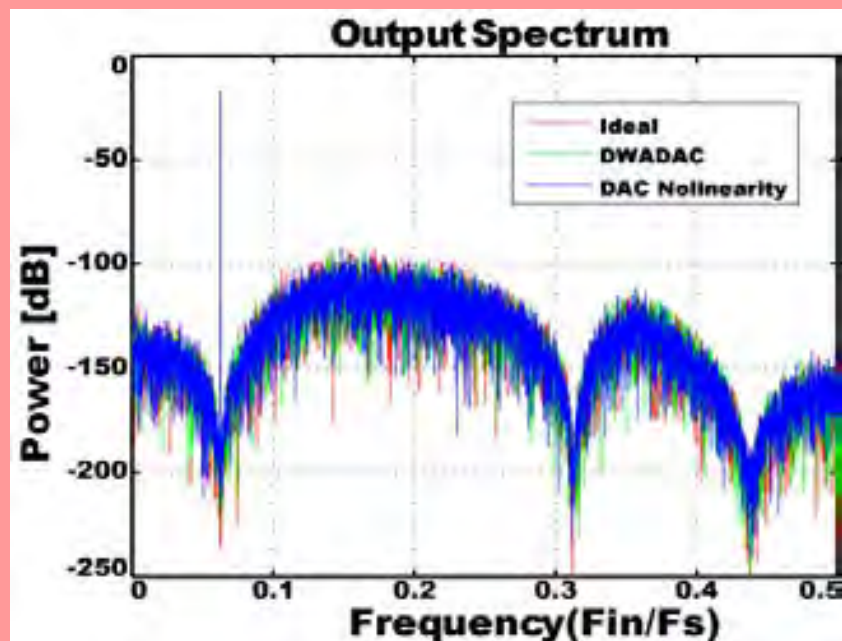 Output Spectrum
0
-50
-100
-150
-200
-250
Power [dB]
Ideal
DWADAC
DAC Nolinearity
0 0.1 0.2 0.3 0.4 0.5
Frequency(Fin/Fs)